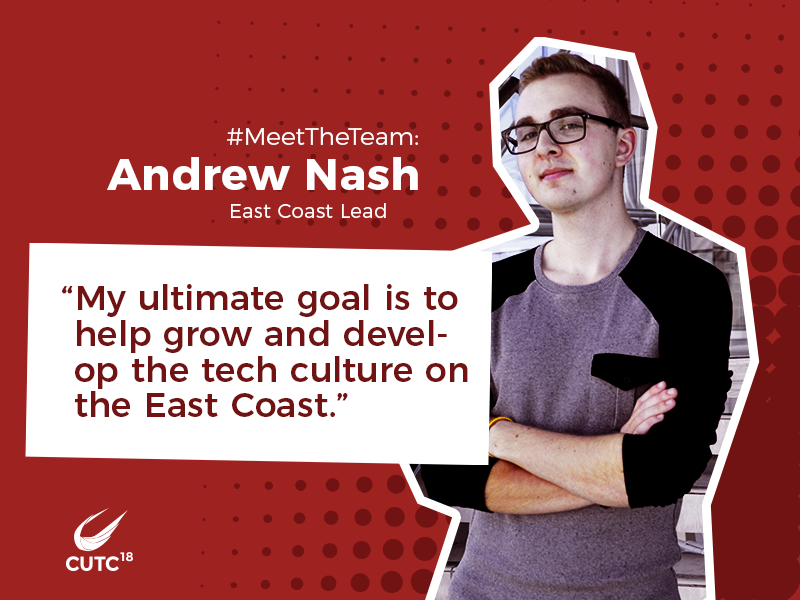 #MeetTheTeam:
Andrew Nash
East Coast Lead
“My ultimate goal is to
help grow and devel-
op the tech culture on
the East Coast.”
CUTC18